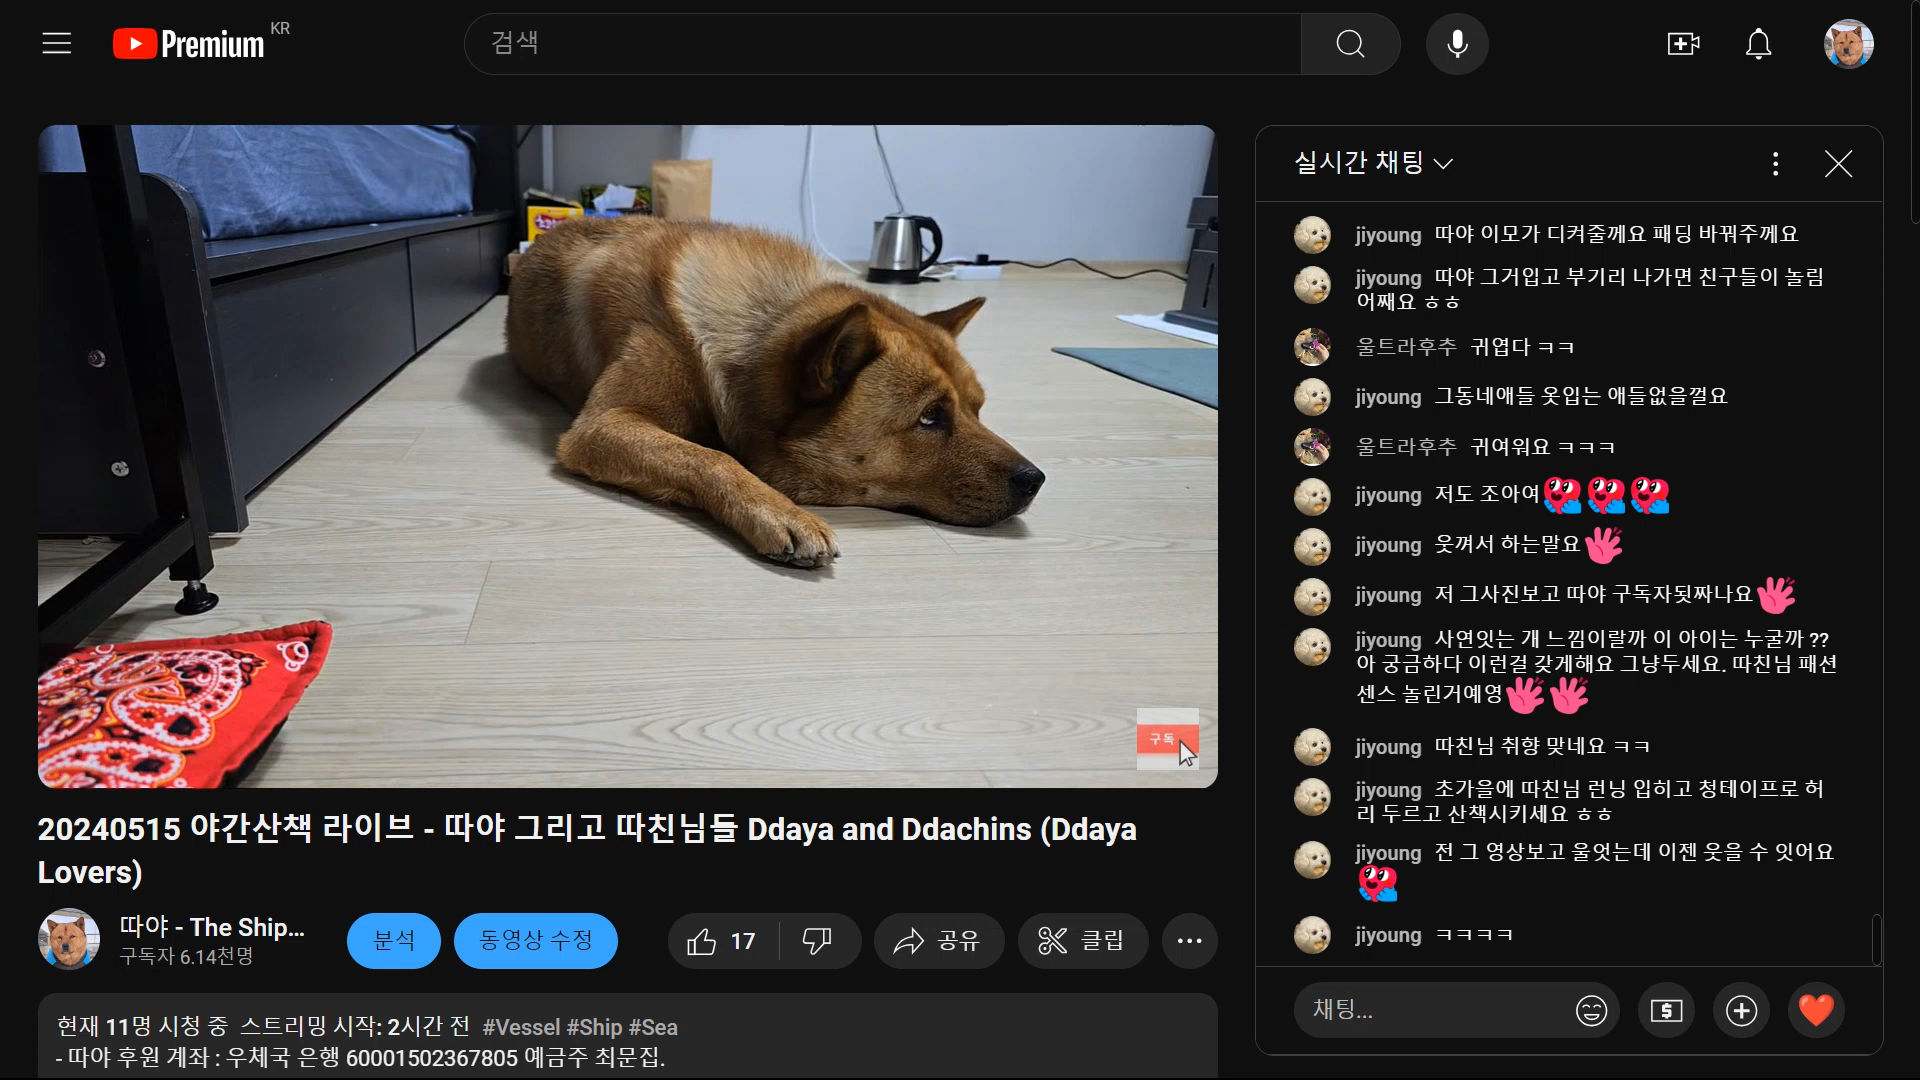 Premium KR
검색
실시간 채팅
jiyoung 따야 이모가 디켜줄께요 패딩 바꿔주께요
jiyoung 따야 그거입고 부기리 나가면 친구들이 놀림
어째요 ㅎㅎ
울트라후추 귀엽다 ㅋㅋ
jiyoung 그동네애들 옷입는 애들없을껄요
울트라후추 귀여워요 ㅋㅋㅋ
jiyoung 저도 조아여
jiyoung 웃껴서 하는말요
jiyoung 저 그사진보고 따야 구독자됫짜나요
jiyoung 사연잇는 개 느낌이랄까 이 아이는 누굴까 ??
아 궁금하다 이런걸 갖게해요 그냥두세요. 따친님 패션
센스 놀린거예영
jiyoung 따친님 취향 맞네요 ㅋㅋ
jiyoung 초가을에 따친님 런닝 입히고 청테이프로 허
리 두르고 산책시키세요 ㅎㅎ
jiyoung 전 그 영상보고 울엇는데 이젠 웃을 수 잇어요
jiyoung ㅋㅋㅋㅋ
채팅...
구독
20240515 야간산책 라이브 - 따야 그리고 따친님들 Ddaya and Ddachins (Ddaya
Lovers)
따야 - The Ship...
구독자 6.14천명
분석
동영상 수정
17
공유
클립
현재 11명 시청 중 스트리밍 시작: 2시간 전 #Vessel #Ship #Sea
- 따야 후원 계좌 : 우체국 은행 60001502367805 예금주 최문집.